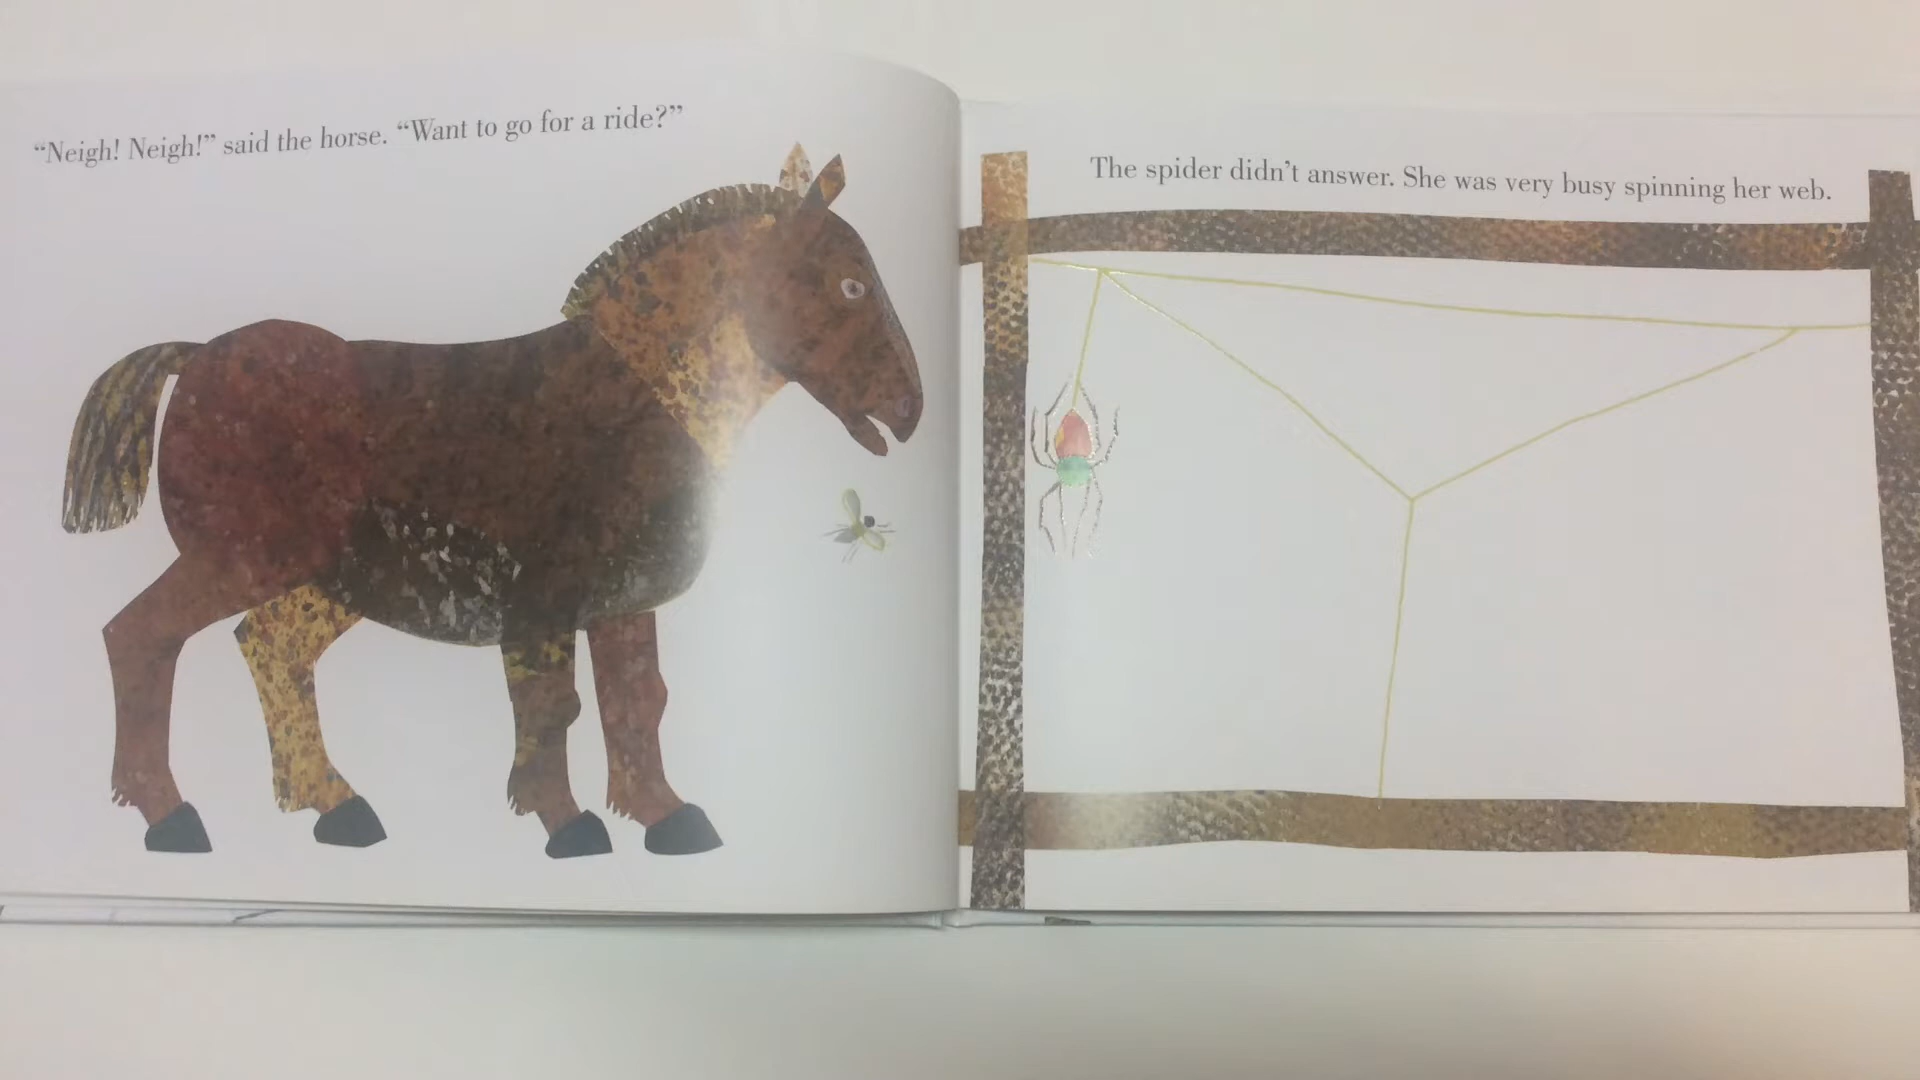 “Neigh! Neigh!” said the horse. “Want to go for a ride?”
The spider didn’t answer. She was very busy spinning her web.